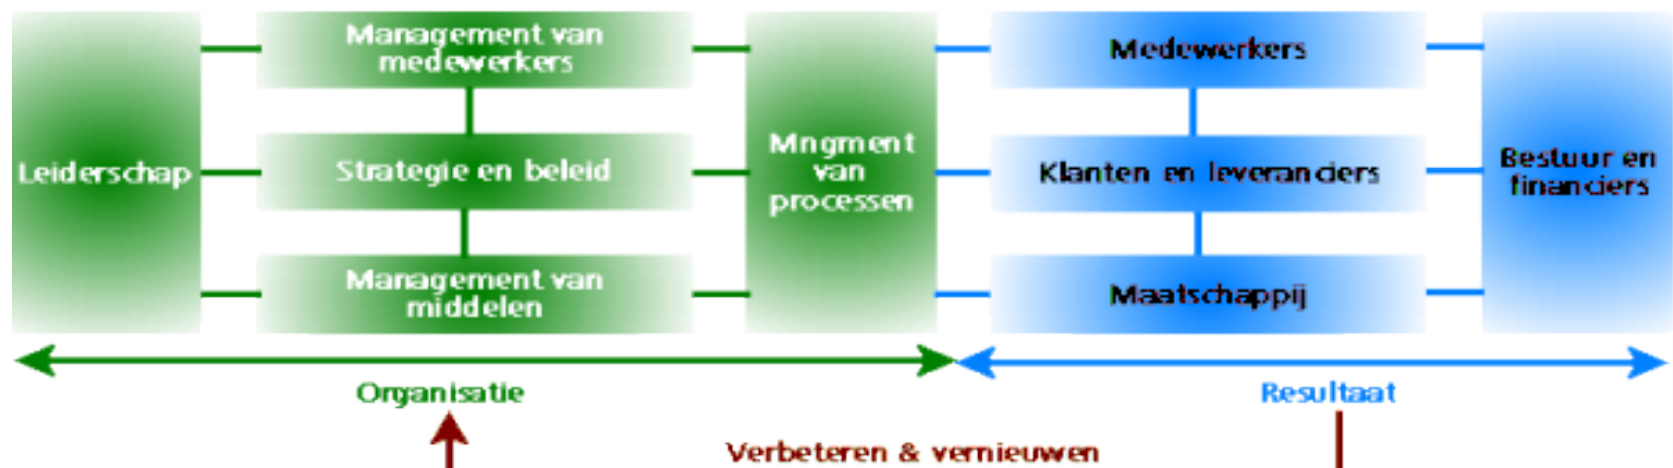 Leiderschap
Management van
medewerkers
Strategie en beleid
Management van
middelen
Mngment
van
processen
Medewerkers
Klanten en leveranciers
Maatschappij
Bestuur en
financiers
Organisatie
Resultaat
Verbeteren & vernieuwen